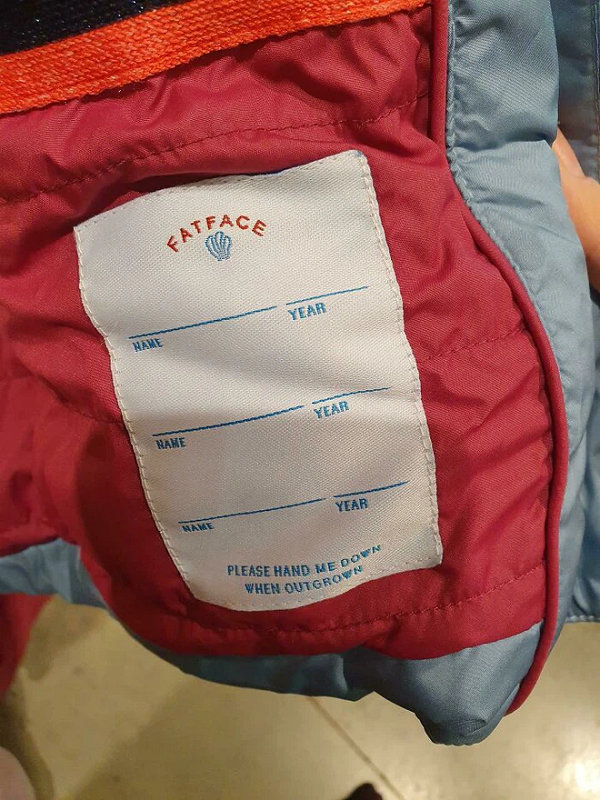 FATFACE
NAME YEAR
NAME YEAR
NAME YEAR
PLEASE HAND ME DOWN
WHEN OUTGROWN